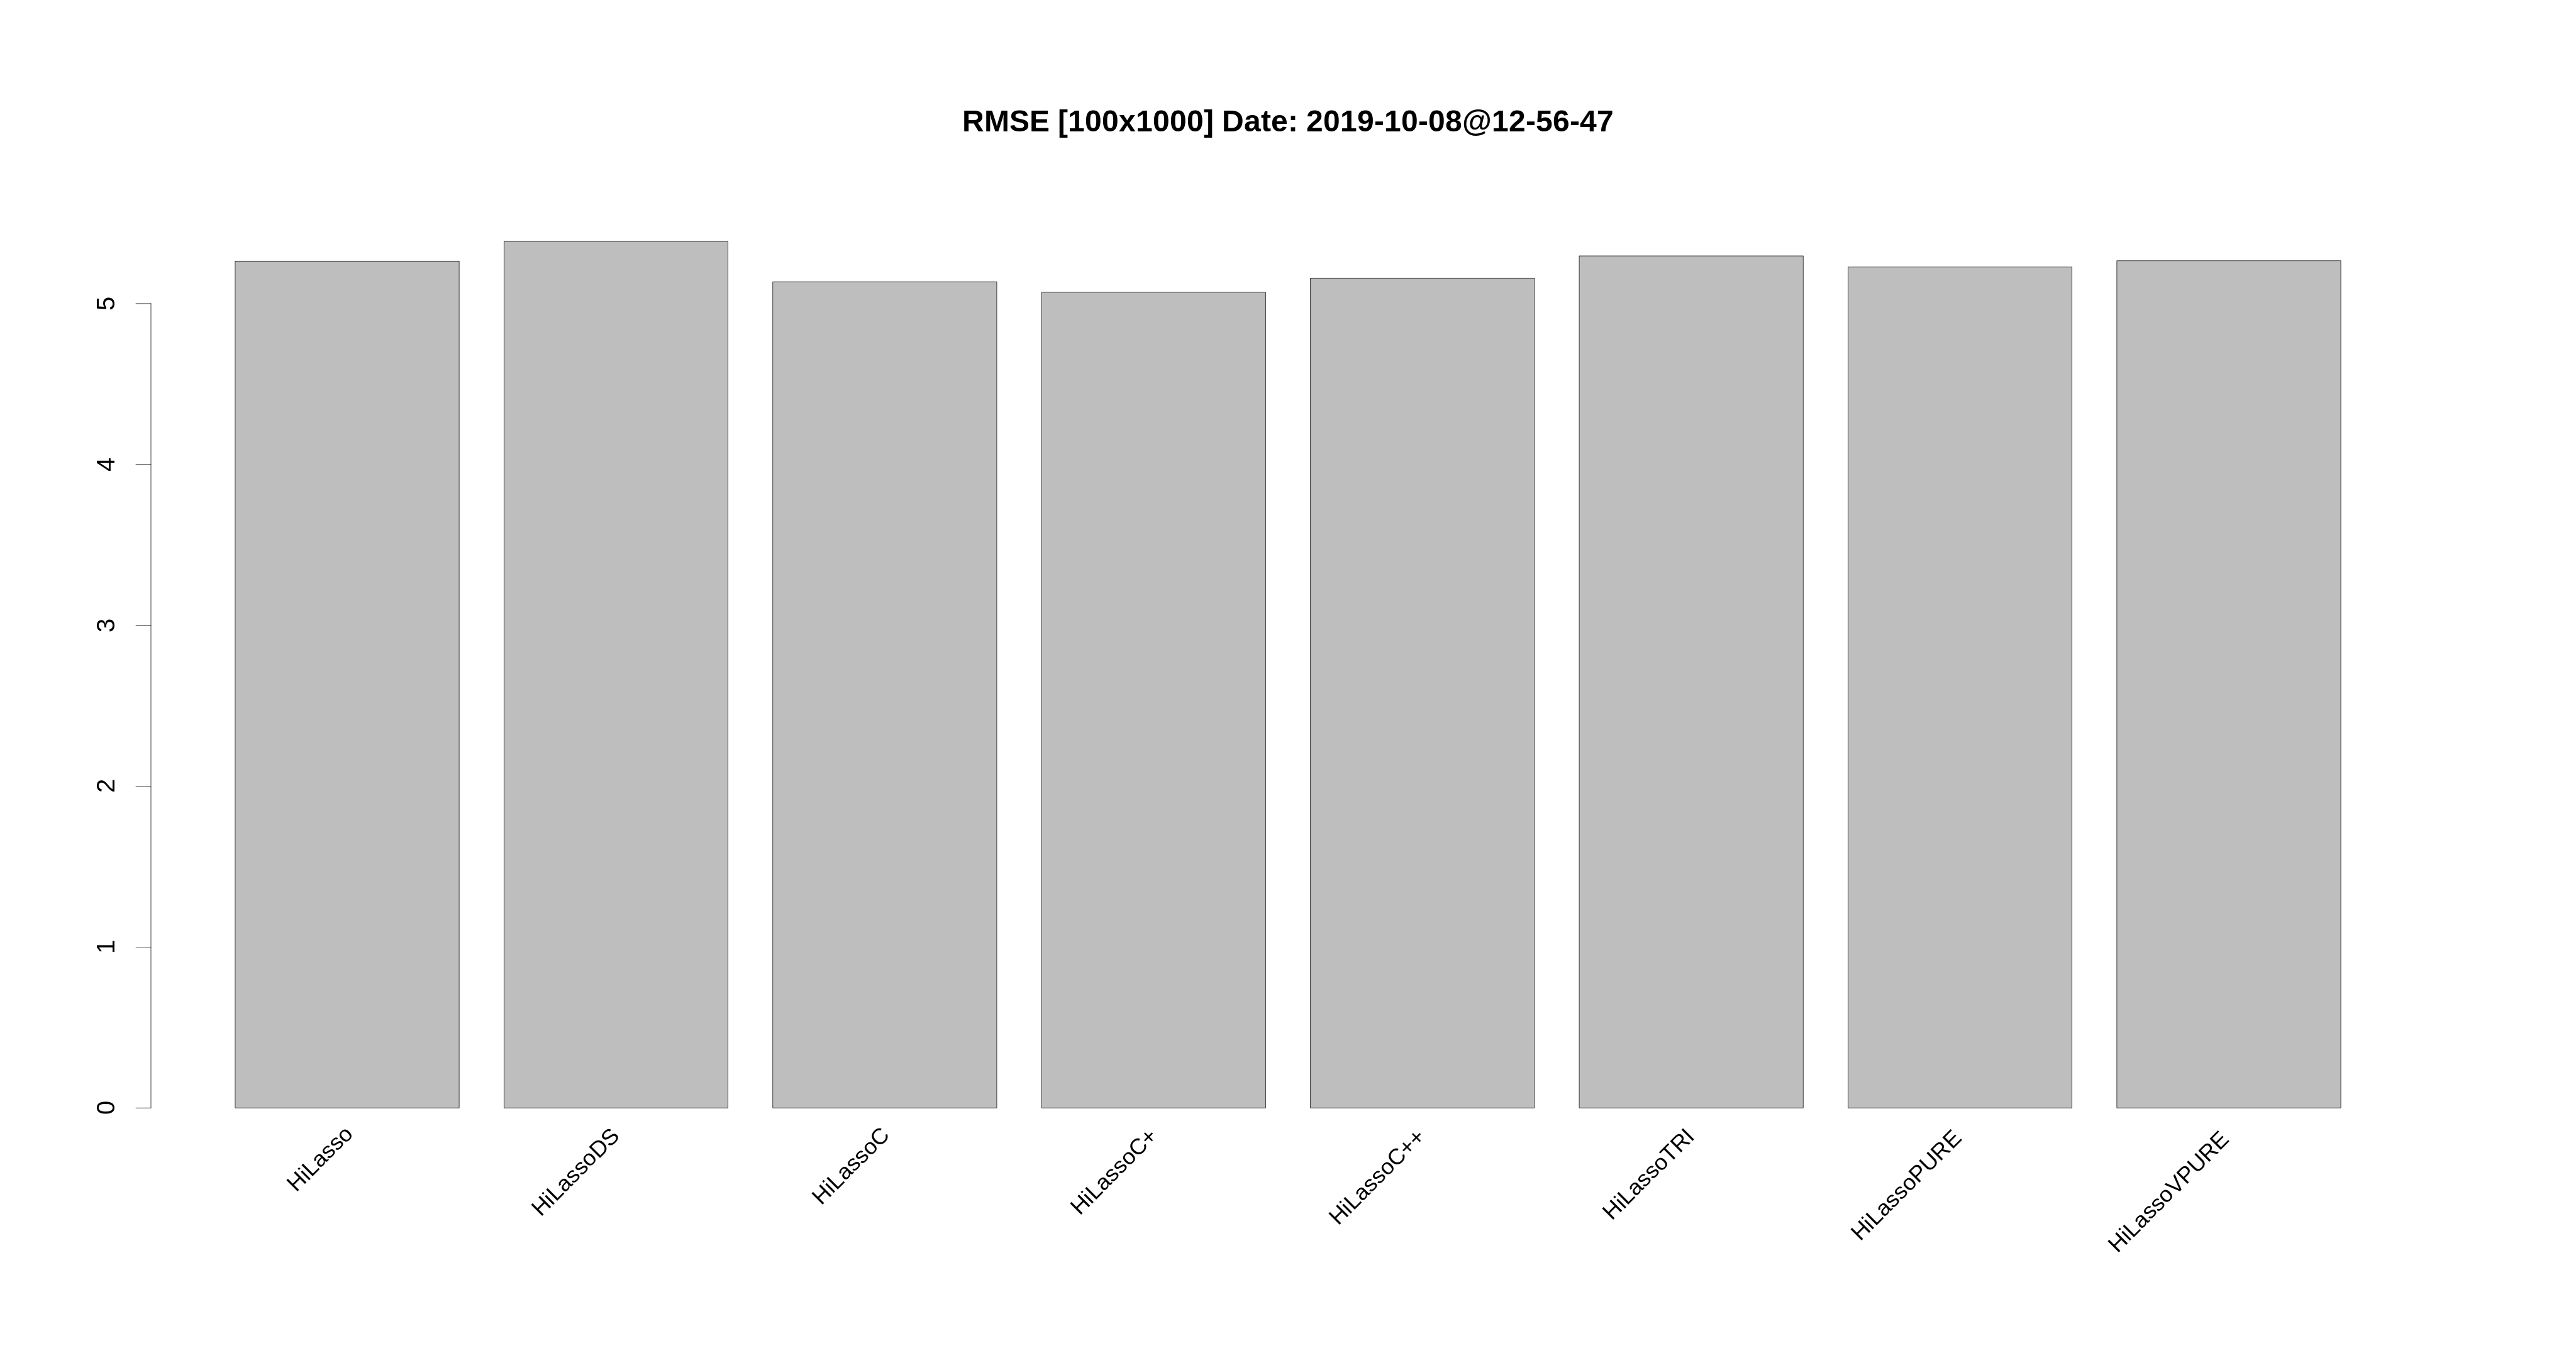 RMSE [100x1000] Date: 2019-10-08@12-56-47
5
4
3
2
1
0
HiLasso
HiLassoDS
HiLassoC
HiLassoC+
HiLassoC++
HiLassoTRI
HiLassoPURE
HiLassoVPURE